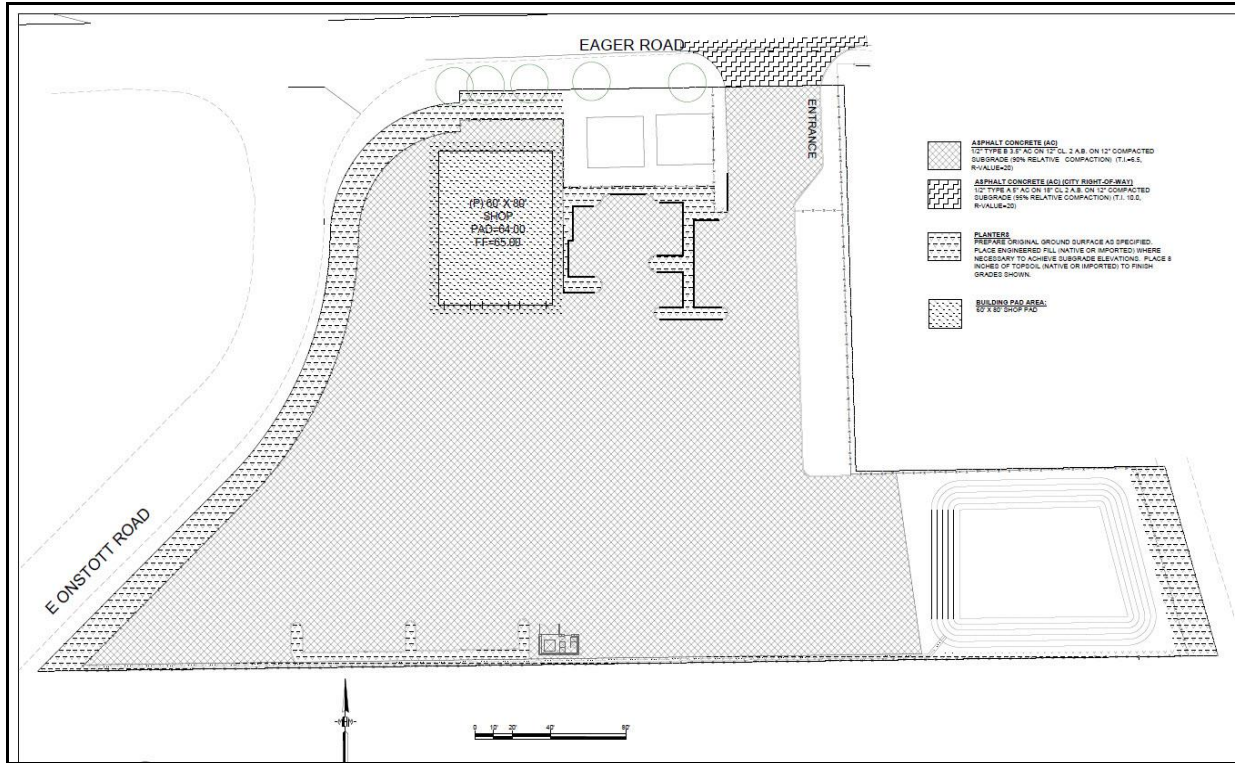 EAGER ROAD
ENTRANCE
ASPHALT CONCRETE (AC)
1/2" TYPE B 3.5" AC ON 12" CL. 2 A.B. ON 12" COMPACTED
SUBGRADE (90% RELATIVE COMPACTION) (T.I.=6.5,
R-VALUE=20)
ASPHALT CONCRETE (AC) (CITY RIGHT-OF-WAY)
1/2" TYPE A 5" AC ON 18" CL 2 A.B. ON 12" COMPACTED
SUBGRADE (95% RELATIVE COMPACTION) (T.I. 10.0,
R-VALUE=20)
PLANTERS
PREPARE ORIGINAL GROUND SURFACE AS SPECIFIED.
PLACE ENGINEERED FILL (NATIVE OR IMPORTED) WHERE
NECESSARY TO ACHIEVE SUBGRADE ELEVATIONS. PLACE
INCHES OF TOPSOIL (NATIVE OR IMPORTED) TO FINISH
GRADES SHOWN.
BUILDING PAD AREA:
60' X 80' SHOP PAD
(P) 60' X 80'
SHOP
PAD=64.00
FF=65.00
E ONSTOTT ROAD
0 10' 20' 40' 80'